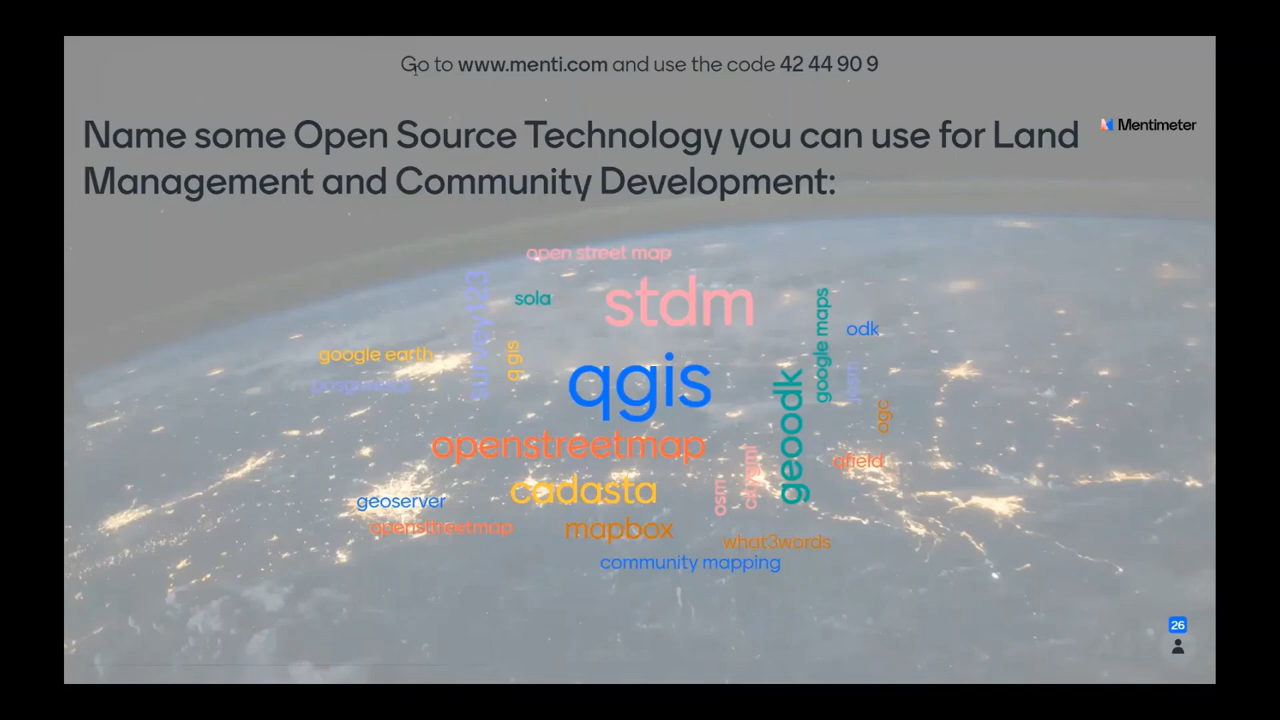 Go to www.menti.com and use the code 42 44 90 9
Name some Open Source Technology you can use for Land
Management and Community Development:
Mentimeter
open street map
survey123
sola
stdm
google maps
odk
google earth
q gis
qgis
geoodk
ogc
openstreetmap
qfield
cadasta
osm
citygml
geoserver
opensttreetmap
mapbox
what3words
community mapping
26